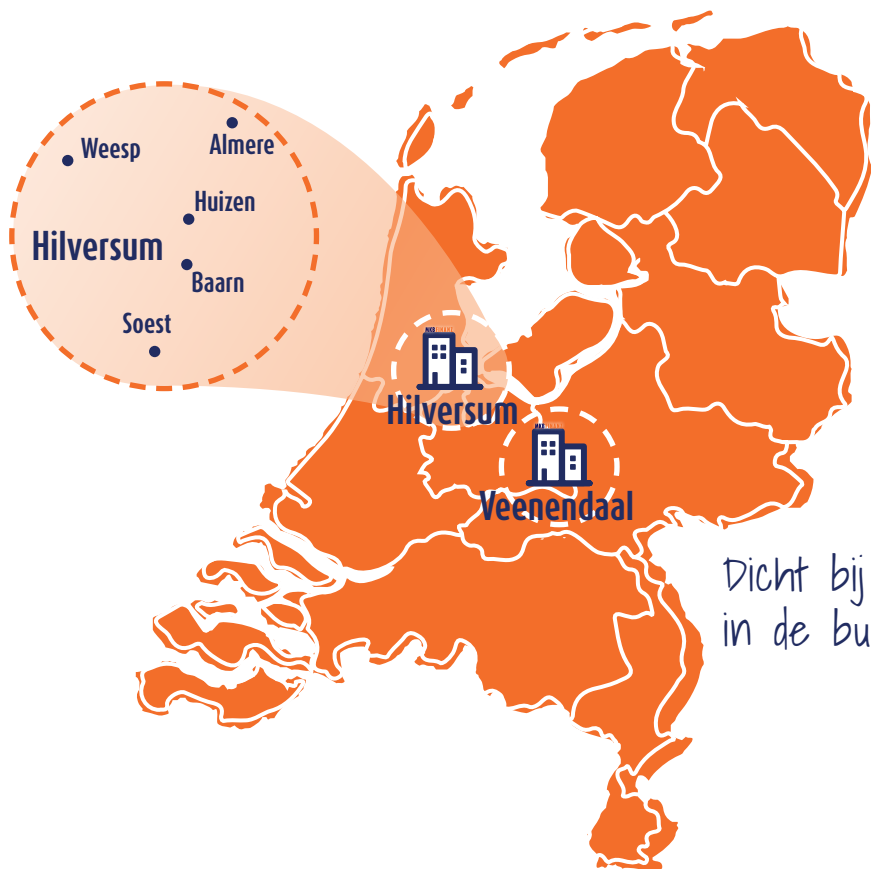 Weesp
Almere
Huizen
Hilversum
Baarn
Soest
Hilversum
Veenendaal
Dicht bij
in de bu